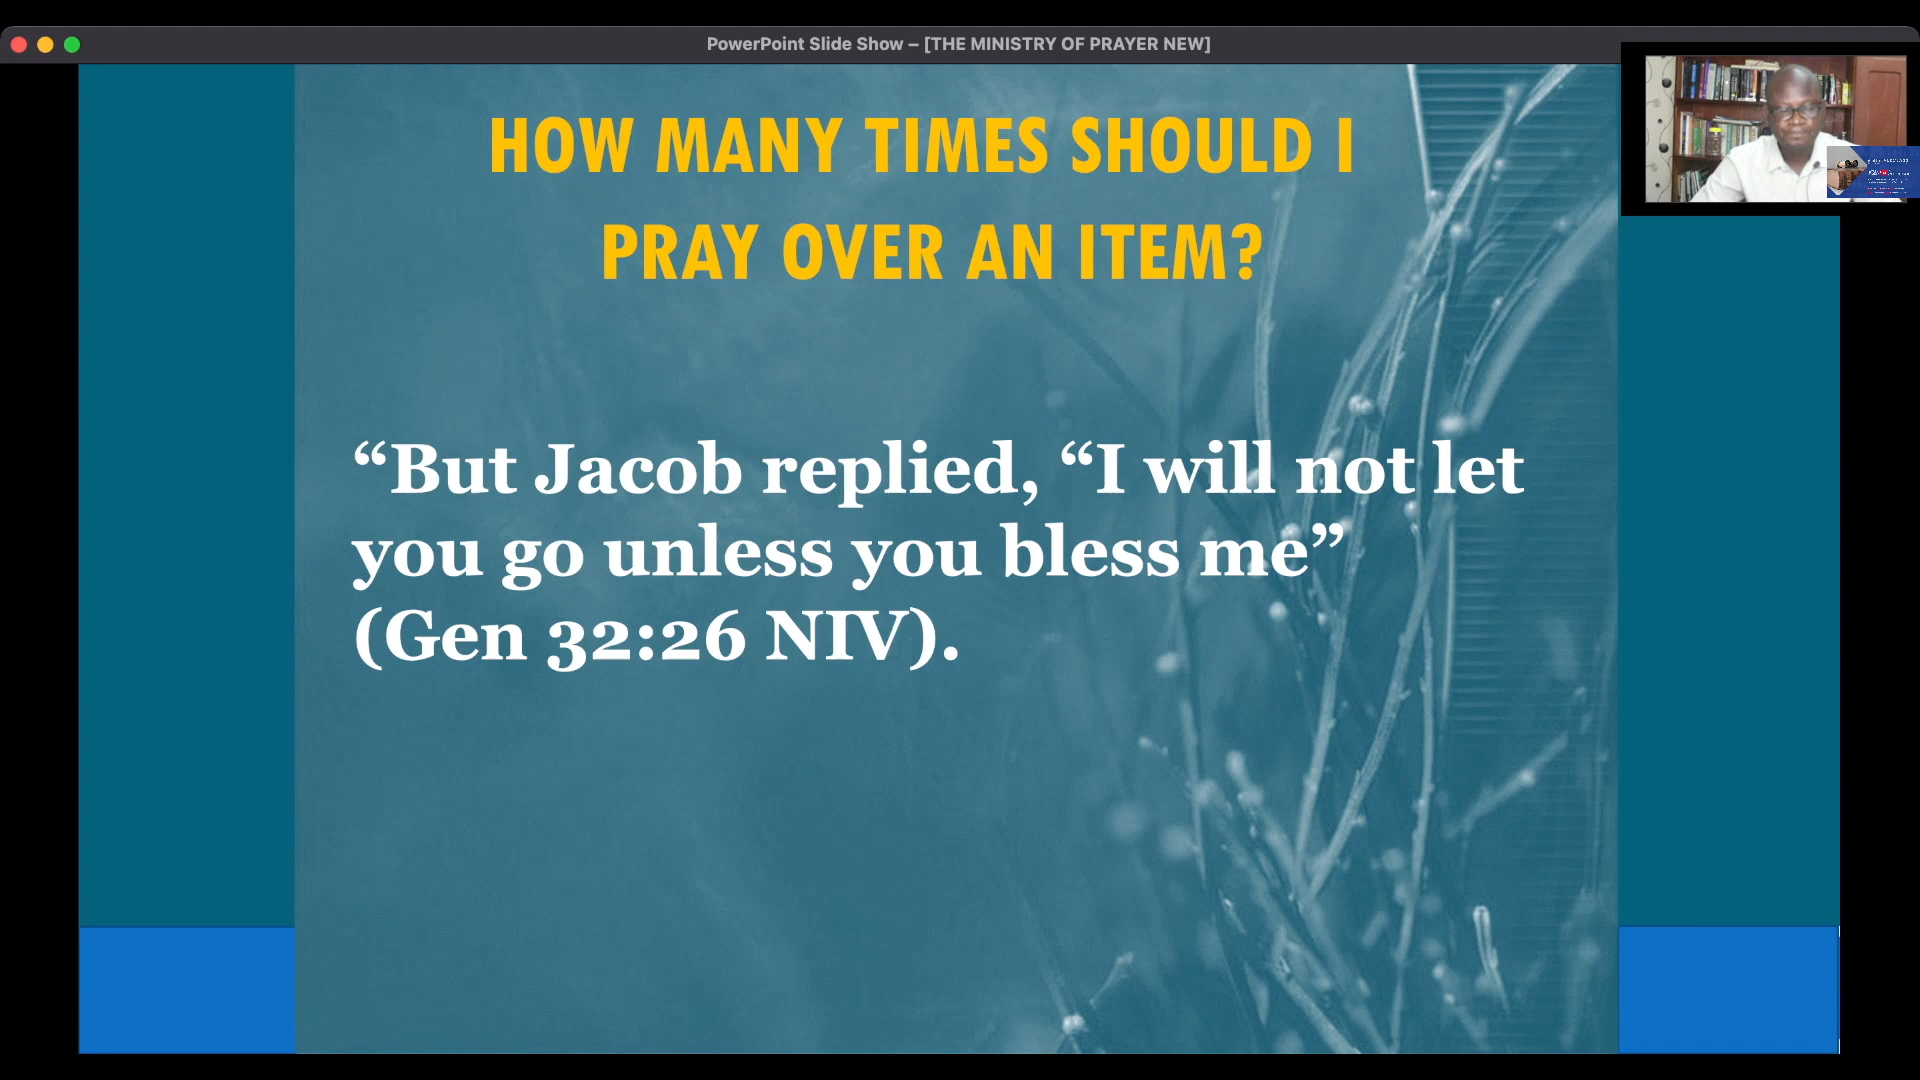 PowerPoint Slide Show – [THE MINISTRY OF PRAYER NEW]
HOW MANY TIMES SHOULD I
PRAY OVER AN ITEM?
“But Jacob replied, “I will not let
you go unless you bless me”
(Gen 32:26 NIV).